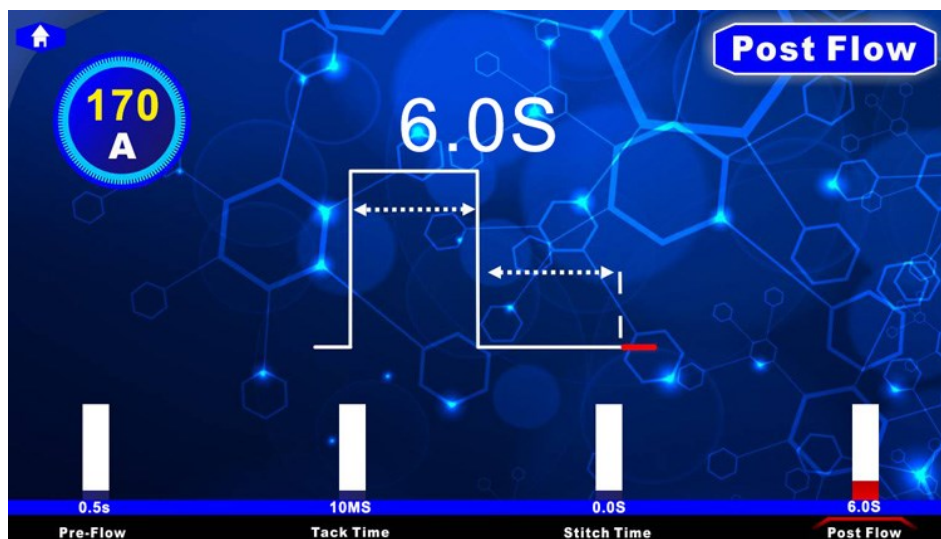 Post Flow
170
A
6.0S
0.5s
10MS
0.0S
6.0S
Pre-Flow
Tack Time
Stitch Time
Post Flow